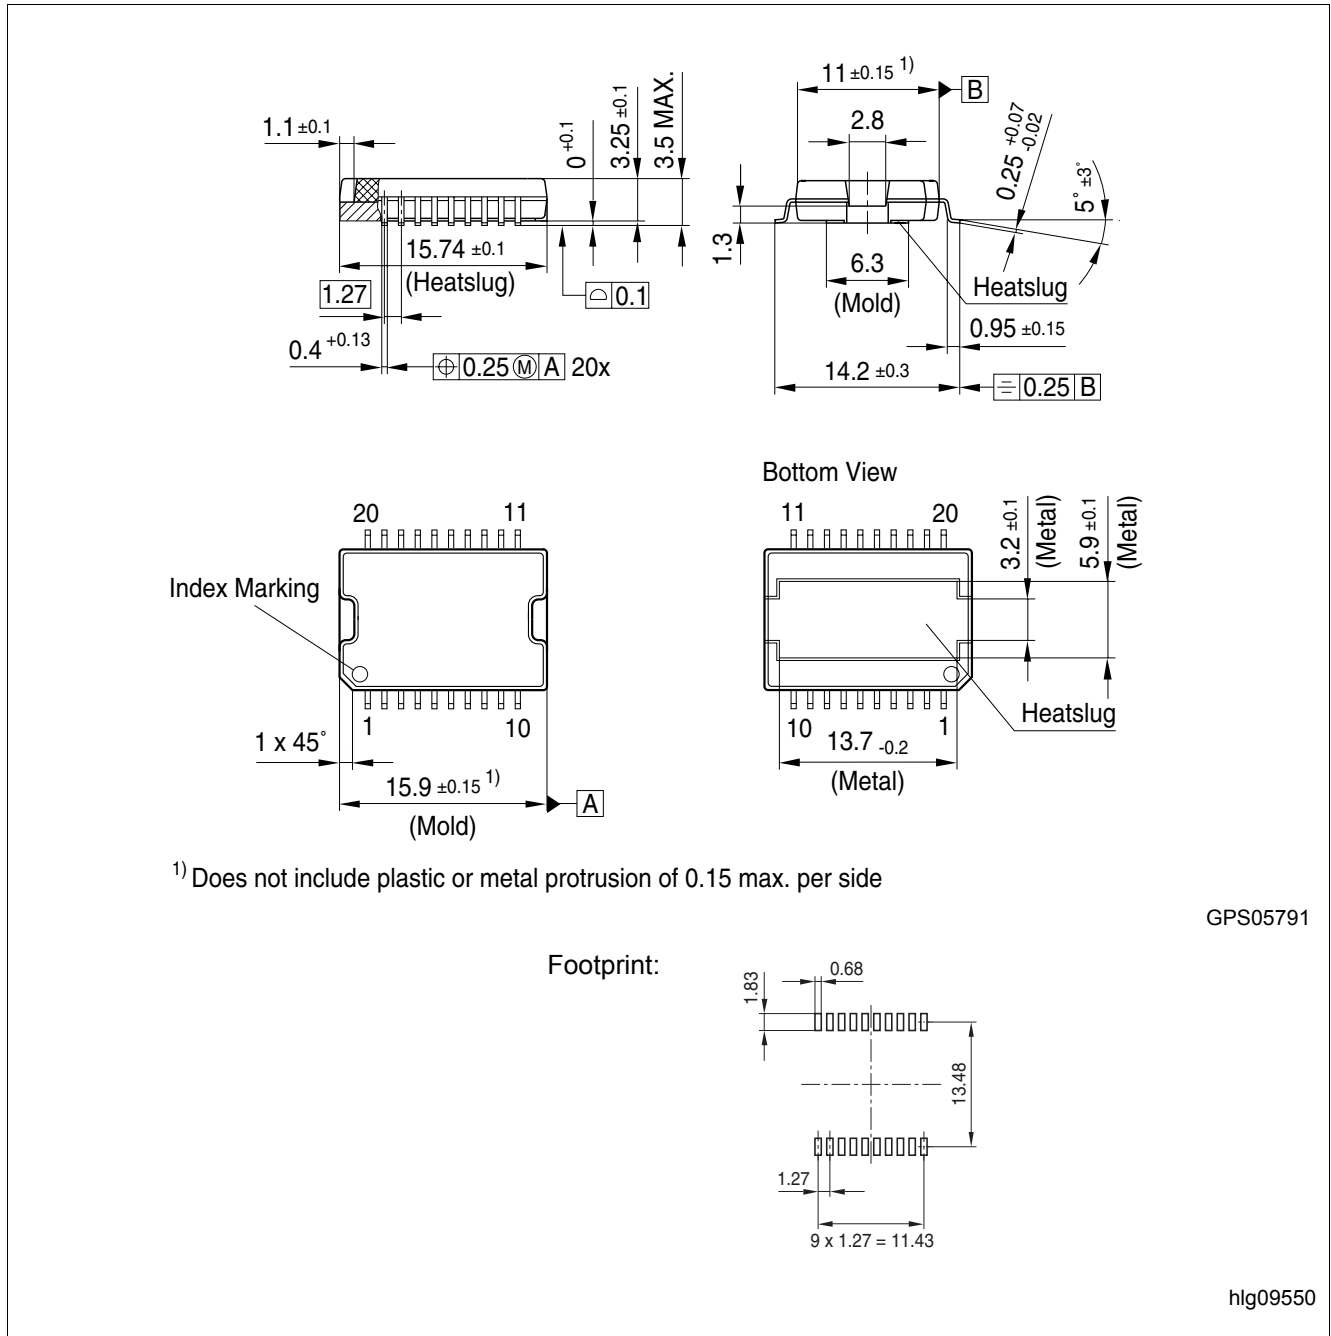 1.1 ±0.1
0 +0.1
3.25 ±0.1
3.5 MAX.
15.74 ±0.1
(Heatslug)
1.27
0.1
0.4 +0.13
⌖ 0.25 Ⓜ A 20x
11 ±0.15 1)
B
2.8
0.25 +0.07 -0.02
5° ±3°
1.3
6.3
(Mold)
Heatslug
0.95 ±0.15
14.2 ±0.3
⌯ 0.25 B
20
11
Index Marking
1
10
1 x 45°
15.9 ±0.15 1)
A
(Mold)
Bottom View
11
20
3.2 ±0.1
(Metal)
5.9 ±0.1
(Metal)
10
1
Heatslug
13.7 -0.2
(Metal)
1) Does not include plastic or metal protrusion of 0.15 max. per side
GPS05791
Footprint:
1.83
0.68
13.48
1.27
9 x 1.27 = 11.43
hlg09550